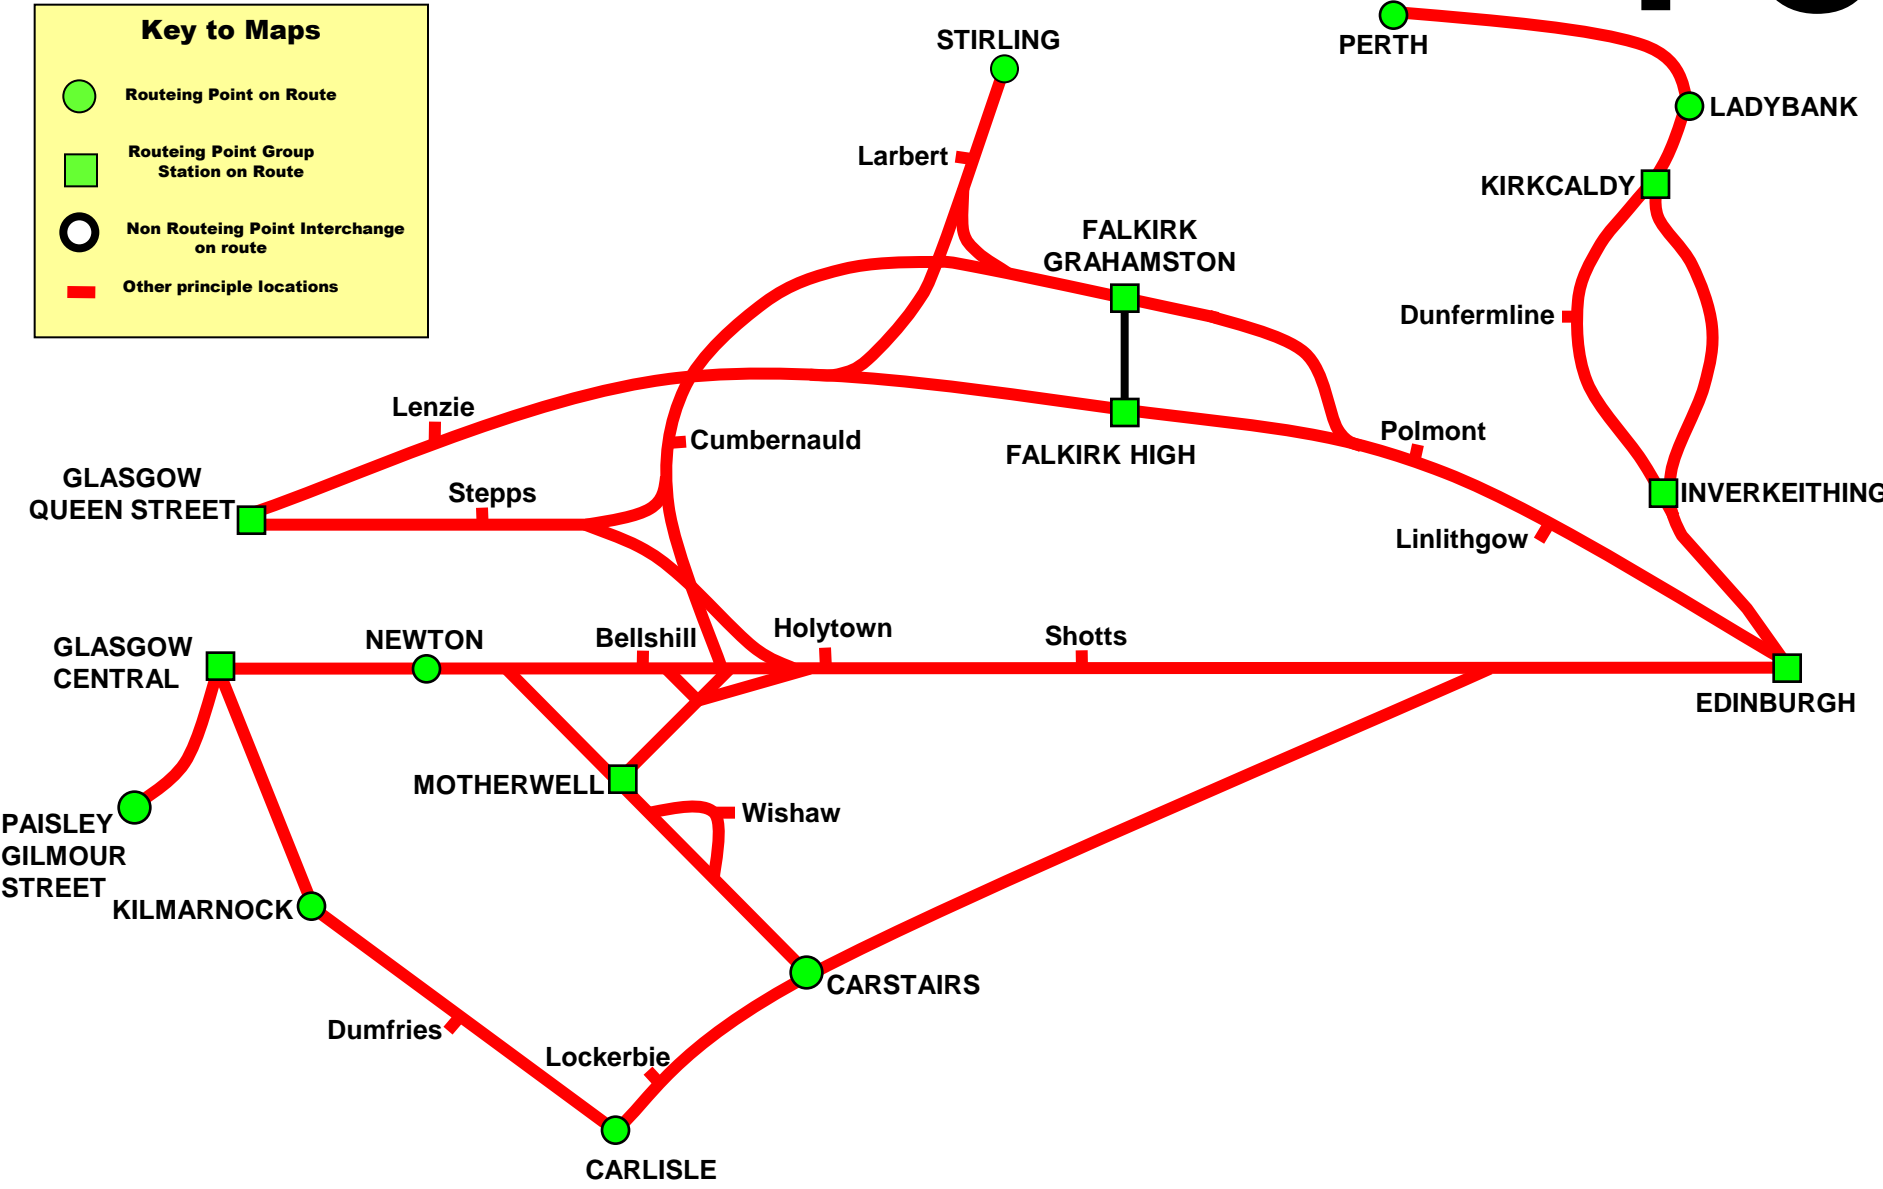 Key to Maps
Routeing Point on Route
Routeing Point Group
Station on Route
Non Routeing Point Interchange
on route
Other principle locations
STIRLING
PERTH
LADYBANK
Larbert
KIRKCALDY
FALKIRK
GRAHAMSTON
Dunfermline
Lenzie
Cumbernauld
FALKIRK HIGH
Polmont
GLASGOW
QUEEN STREET
Stepps
INVERKEITHING
Linlithgow
GLASGOW
CENTRAL
NEWTON
Bellshill
Holytown
Shotts
EDINBURGH
MOTHERWELL
Wishaw
PAISLEY
GILMOUR
STREET
KILMARNOCK
CARSTAIRS
Dumfries
Lockerbie
CARLISLE